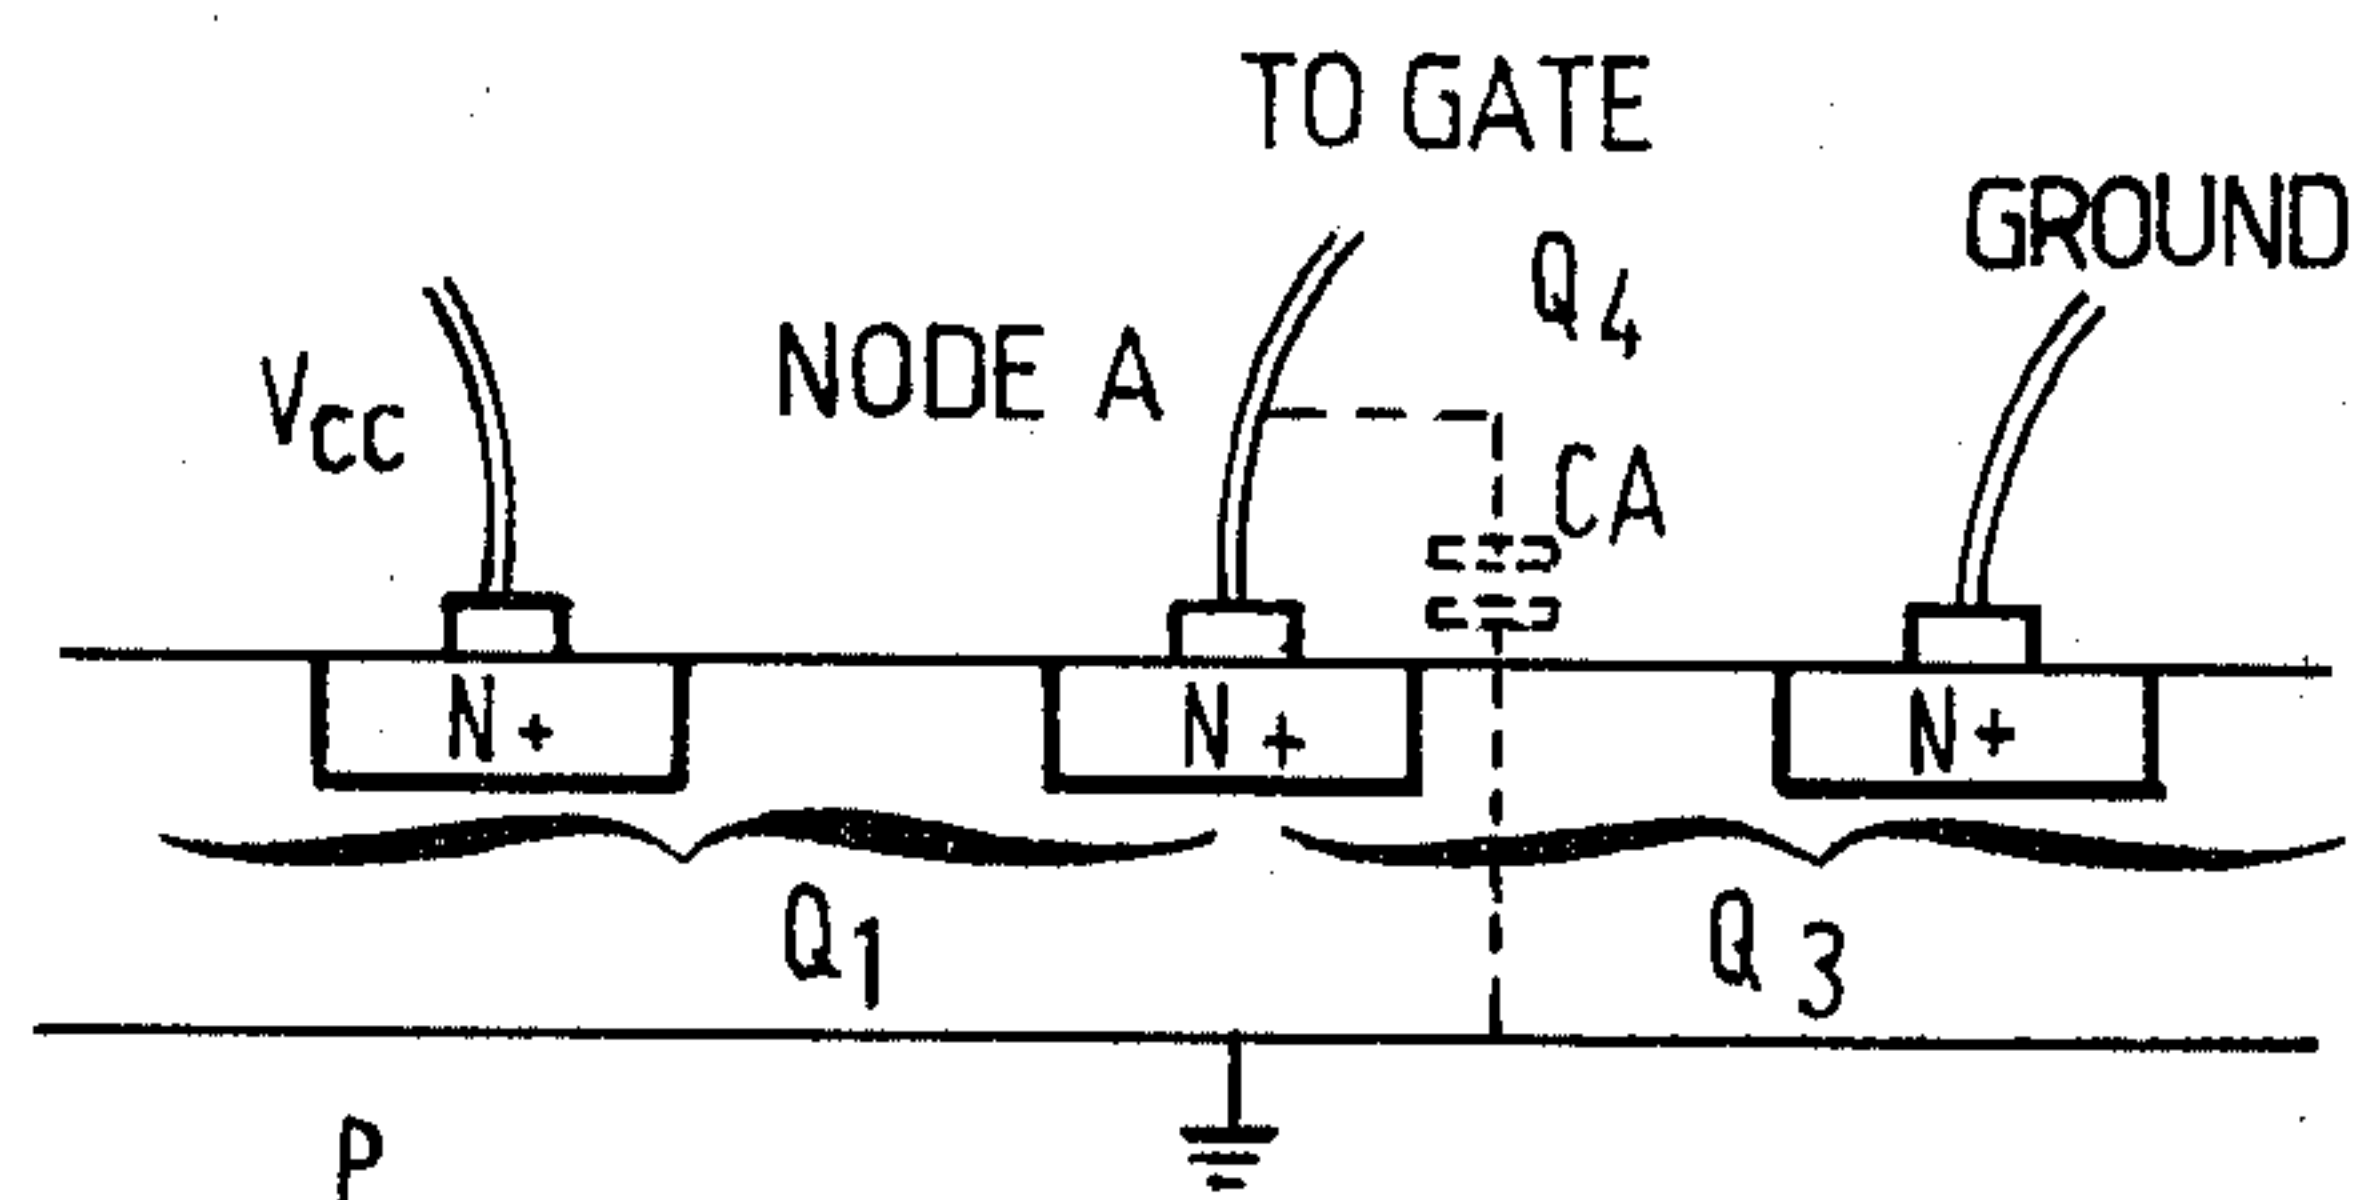 TO GATE
Q4
GROUND
VCC
NODE A
CA
N+
N+
N+
Q1
Q3
P